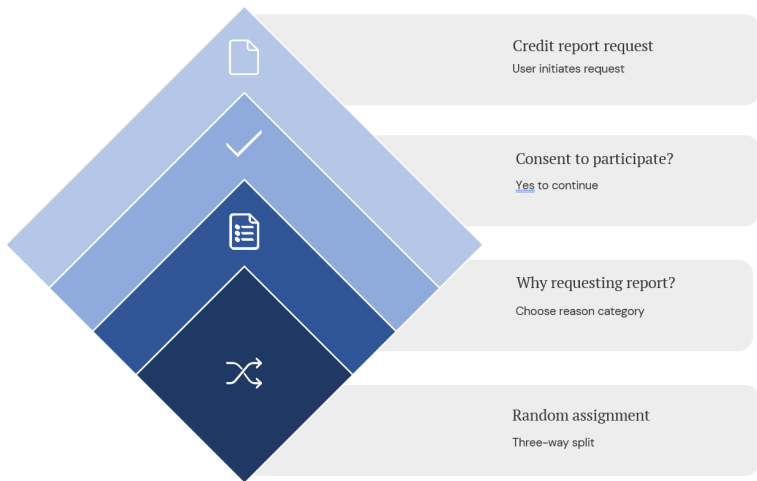 Credit report request
User initiates request
Consent to participate?
Yes to continue
Why requesting report?
Choose reason category
Random assignment
Three-way split